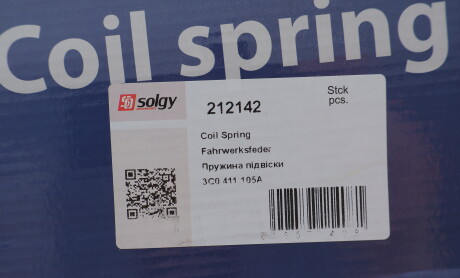 Coil spring
solgy
212142
Stck
pcs.
Coil Spring
Fahrwerksfeder
Пружина підвіски
3C0 411 105A